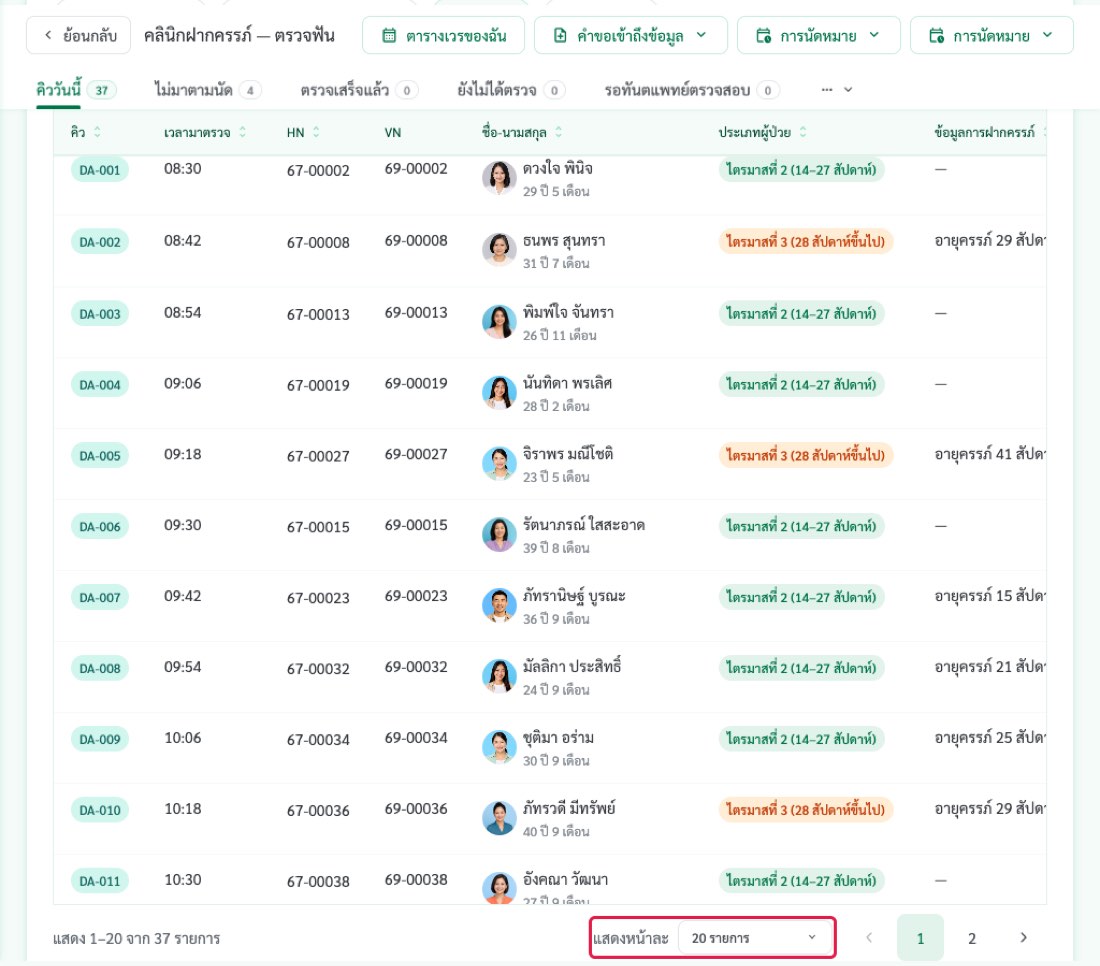 ย้อนกลับ คลินิกฝากครรภ์ — ตรวจฟัน ตารางเวรของฉัน คำขอเข้าถึงข้อมูล การนัดหมาย การนัดหมาย
คิววันนี้ 37 ไม่มาตามนัด 4 ตรวจเสร็จแล้ว 0 ยังไม่ได้ตรวจ 0 รอทันตแพทย์ตรวจสอบ 0 ...
คิว เวลามาตรวจ HN VN ชื่อ-นามสกุล ประเภทผู้ป่วย ข้อมูลการฝากครรภ์
DA-001 08:30 67-00002 69-00002 ดวงใจ พินิจ ไตรมาสที่ 2 (14–27 สัปดาห์) —
29 ปี 5 เดือน
DA-002 08:42 67-00008 69-00008 ธนพร สุนทรา ไตรมาสที่ 3 (28 สัปดาห์ขึ้นไป) อายุครรภ์ 29 สัปดา
31 ปี 7 เดือน
DA-003 08:54 67-00013 69-00013 พิมพ์ใจ จันทรา ไตรมาสที่ 2 (14–27 สัปดาห์) —
26 ปี 11 เดือน
DA-004 09:06 67-00019 69-00019 นันทิดา พรเลิศ ไตรมาสที่ 2 (14–27 สัปดาห์) —
28 ปี 2 เดือน
DA-005 09:18 67-00027 69-00027 จิราพร มณีโชติ ไตรมาสที่ 3 (28 สัปดาห์ขึ้นไป) อายุครรภ์ 41 สัปดา
23 ปี 5 เดือน
DA-006 09:30 67-00015 69-00015 รัตนาภรณ์ ใสสะอาด ไตรมาสที่ 2 (14–27 สัปดาห์) —
39 ปี 8 เดือน
DA-007 09:42 67-00023 69-00023 ภัทรานิษฐ์ บูรณะ ไตรมาสที่ 2 (14–27 สัปดาห์) อายุครรภ์ 15 สัปดา
36 ปี 9 เดือน
DA-008 09:54 67-00032 69-00032 มัลลิกา ประสิทธิ์ ไตรมาสที่ 2 (14–27 สัปดาห์) อายุครรภ์ 21 สัปดา
24 ปี 9 เดือน
DA-009 10:06 67-00034 69-00034 ชุติมา อร่าม ไตรมาสที่ 2 (14–27 สัปดาห์) อายุครรภ์ 25 สัปดา
30 ปี 9 เดือน
DA-010 10:18 67-00036 69-00036 ภัทรวดี มีทรัพย์ ไตรมาสที่ 3 (28 สัปดาห์ขึ้นไป) อายุครรภ์ 29 สัปดา
40 ปี 9 เดือน
DA-011 10:30 67-00038 69-00038 อังคณา วัฒนา ไตรมาสที่ 2 (14–27 สัปดาห์) —
27 ปี 9 เดือน
แสดง 1–20 จาก 37 รายการ แสดงหน้าละ 20 รายการ 1 2